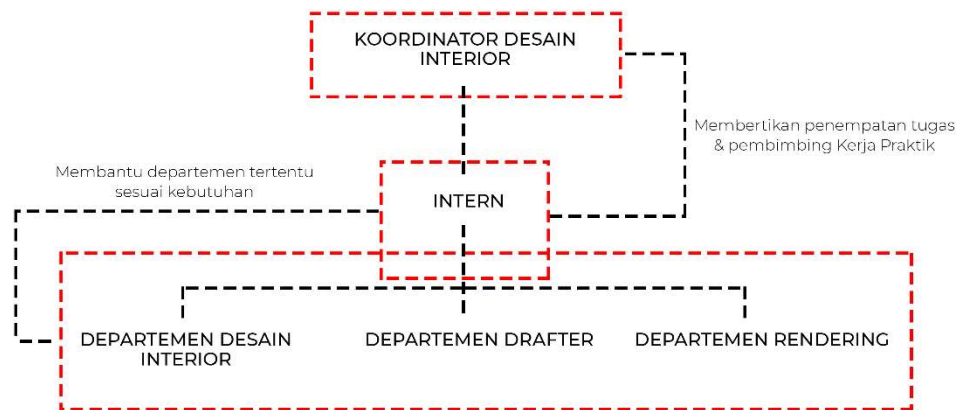 KOORDINATOR DESAIN
INTERIOR
Membertikan penempatan tugas
& pembimbing Kerja Praktik
Membantu departemen tertentu
sesuai kebutuhan
INTERN
DEPARTEMEN DESAIN
INTERIOR
DEPARTEMEN DRAFTER
DEPARTEMEN RENDERING